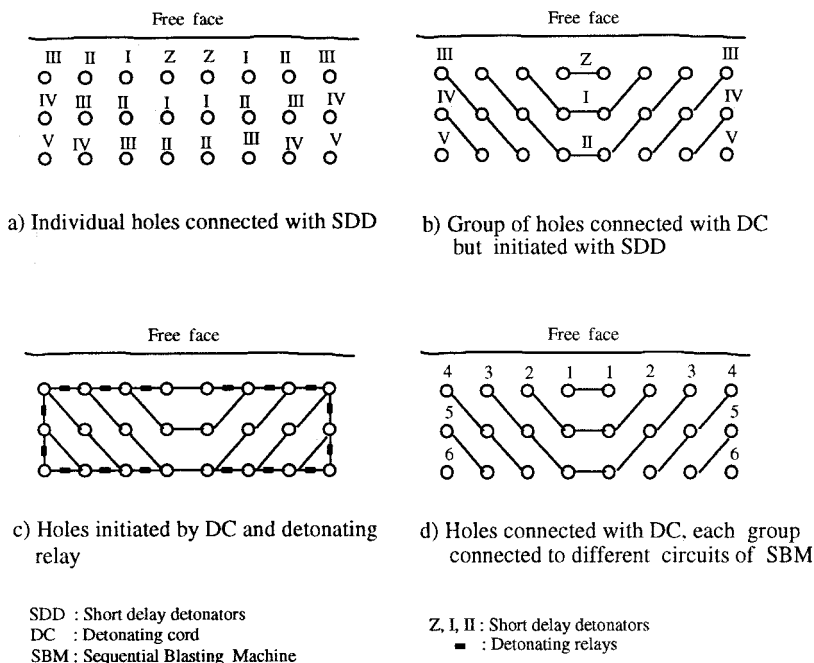 Free face
III II I Z Z I II III
IV III II I I II III IV
V IV III II II III IV V
a) Individual holes connected with SDD
Free face
III Z III
IV I IV
V II V
b) Group of holes connected with DC
but initiated with SDD
Free face
c) Holes initiated by DC and detonating
relay
Free face
4 3 2 1 1 2 3 4
5 5
6 6
d) Holes connected with DC, each group
connected to different circuits of SBM
SDD : Short delay detonators
DC : Detonating cord
SBM : Sequential Blasting Machine
Z, I, II : Short delay detonators
: Detonating relays